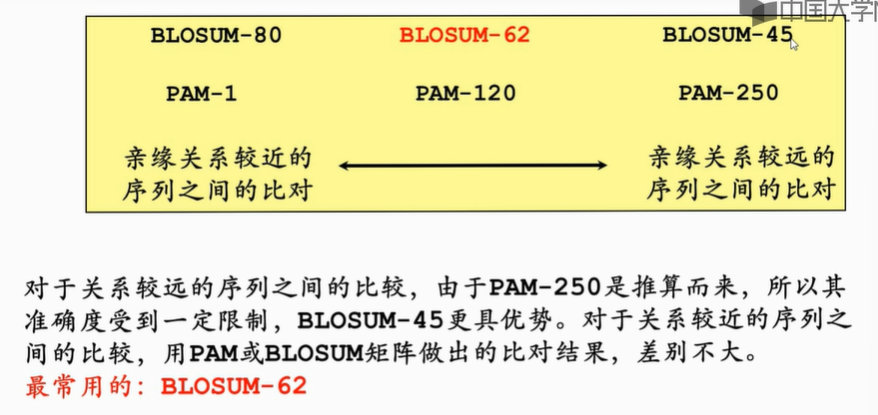 中国大学
BLOSUM-80 BLOSUM-62 BLOSUM-45
PAM-1 PAM-120 PAM-250
亲缘关系较近的 亲缘关系较远的
序列之间的比对 序列之间的比对
对于关系较远的序列之间的比较，由于PAM-250是推算而来，所以其
准确度受到一定限制，BLOSUM-45更具优势。对于关系较近的序列之
间的比较，用PAM或BLOSUM矩阵做出的比对结果，差别不大。
最常用的：BLOSUM-62